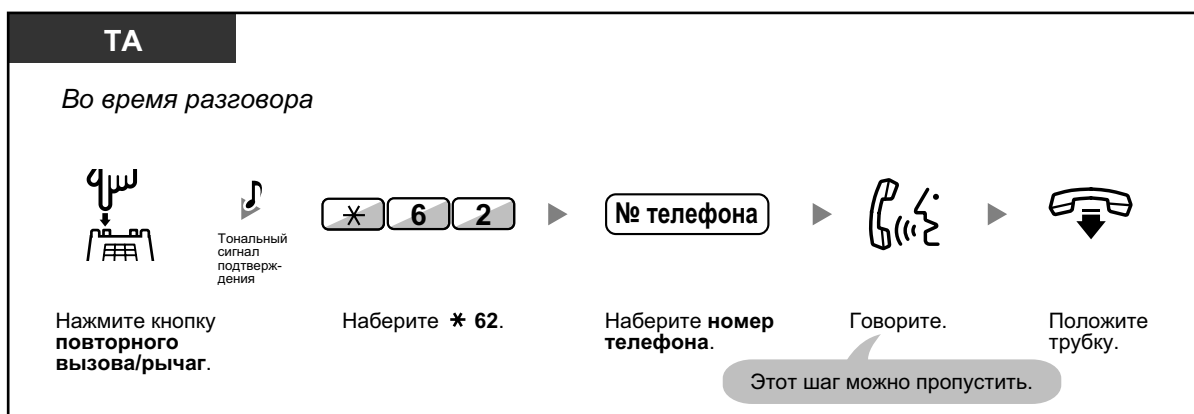 ТА
Во время разговора
Тональный
сигнал
подтверж-
дения
* 6 2
№ телефона
Нажмите кнопку
повторного
вызова/рычаг.
Наберите * 62.
Наберите номер
телефона.
Говорите.
Положите
трубку.
Этот шаг можно пропустить.